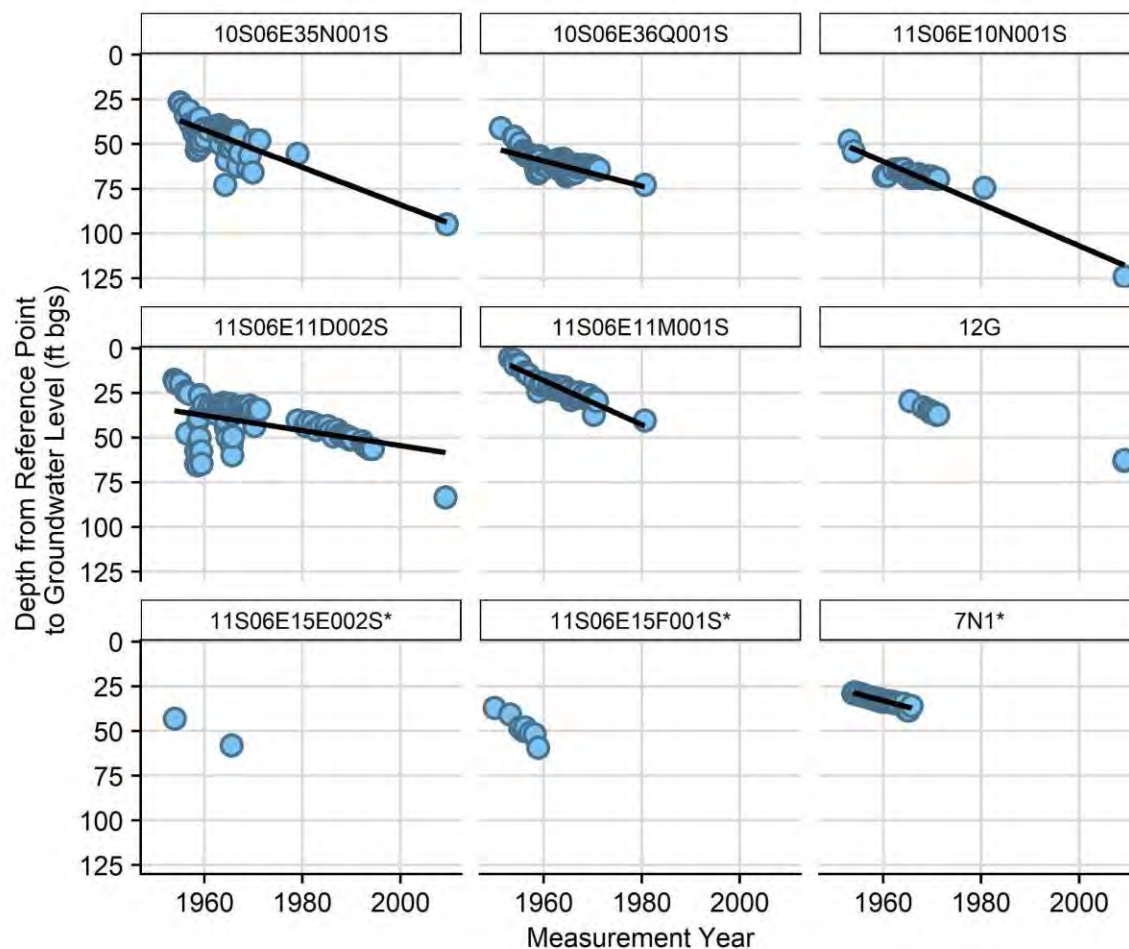 10S06E35N001S 10S06E36Q001S 11S06E10N001S
0
25
50
75
100
125
11S06E11D002S 11S06E11M001S 12G
0
25
50
75
100
125
11S06E15E002S* 11S06E15F001S* 7N1*
0
25
50
75
100
125
1960 1980 2000 1960 1980 2000 1960 1980 2000
Depth from Reference Point
to Groundwater Level (ft bgs)
Measurement Year